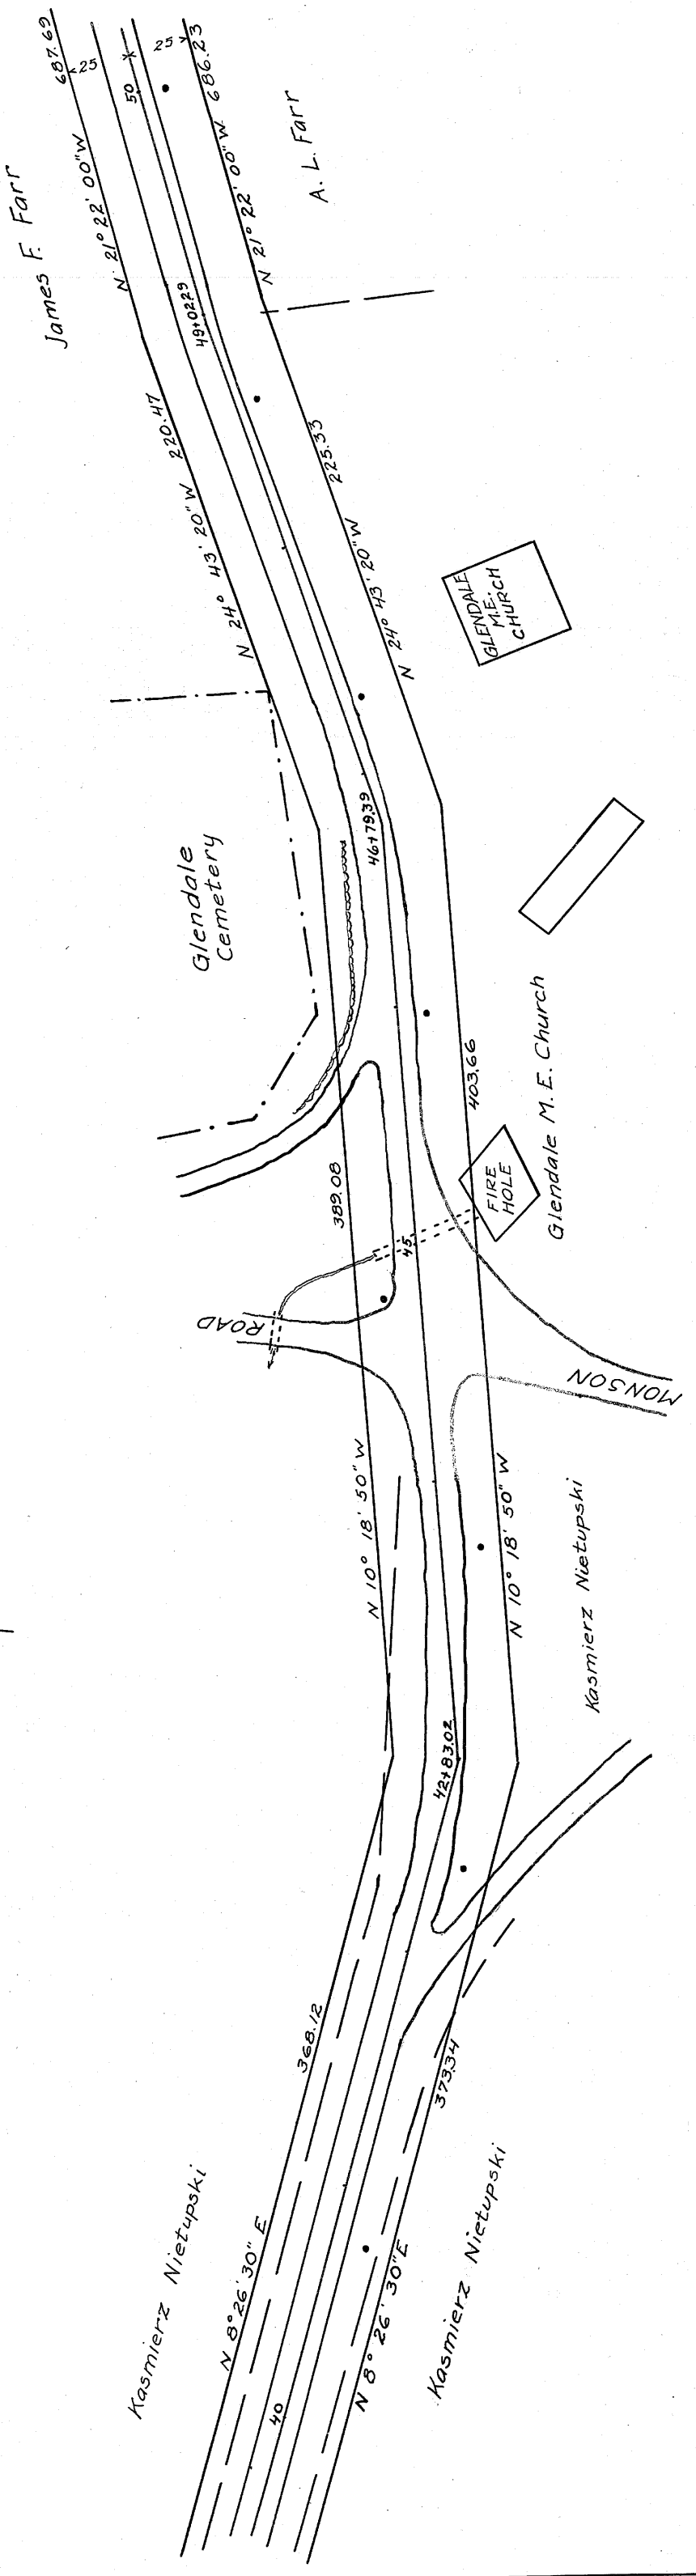 James F. Farr
687.69
25
N 21° 22' 00" W
50
25
686.23
N 21° 22' 00" W
A. L. Farr
49+02.29
220.47
N 24° 43' 20" W
225.33
N 24° 43' 20" W
GLENDALE
M.E.
CHURCH
Glendale
Cemetery
46+79.39
403.66
Glendale M. E. Church
389.08
FIRE
HOLE
45
ROAD
MONSON
N 10° 18' 50" W
N 10° 18' 50" W
Kasmierz Nietupski
42+83.02
368.12
373.34
Kasmierz Nietupski
N 8° 26' 30" E
N 8° 26' 30" E
Kasmierz Nietupski
40